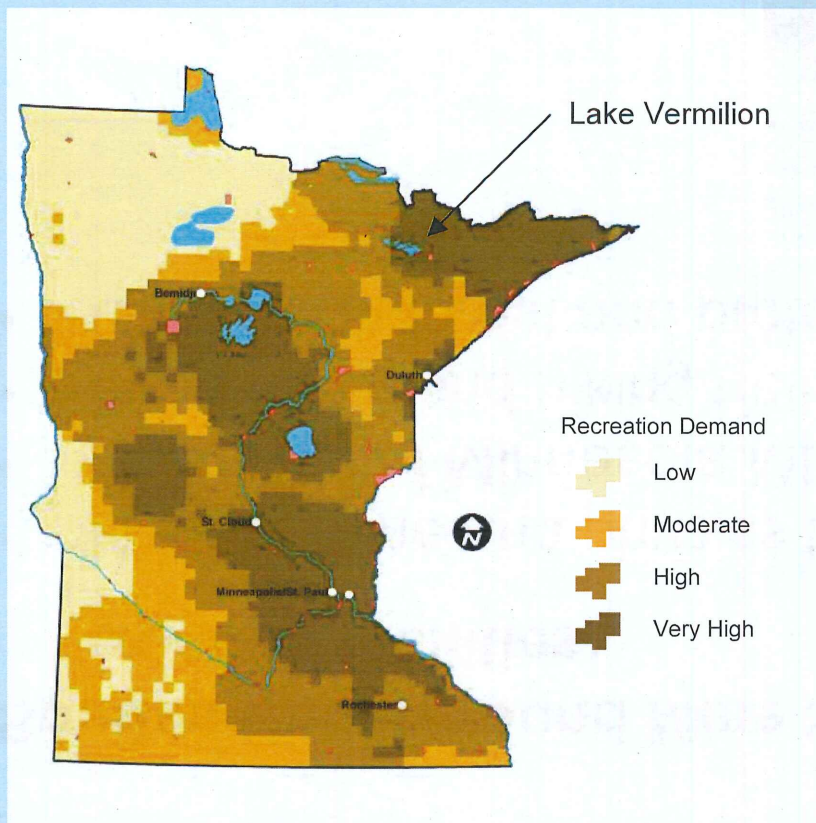 Lake Vermilion
Bemidji
Duluth
Recreation Demand
Low
St. Cloud
Moderate
N
High
Minneapolis/St. Paul
Very High
Rochester